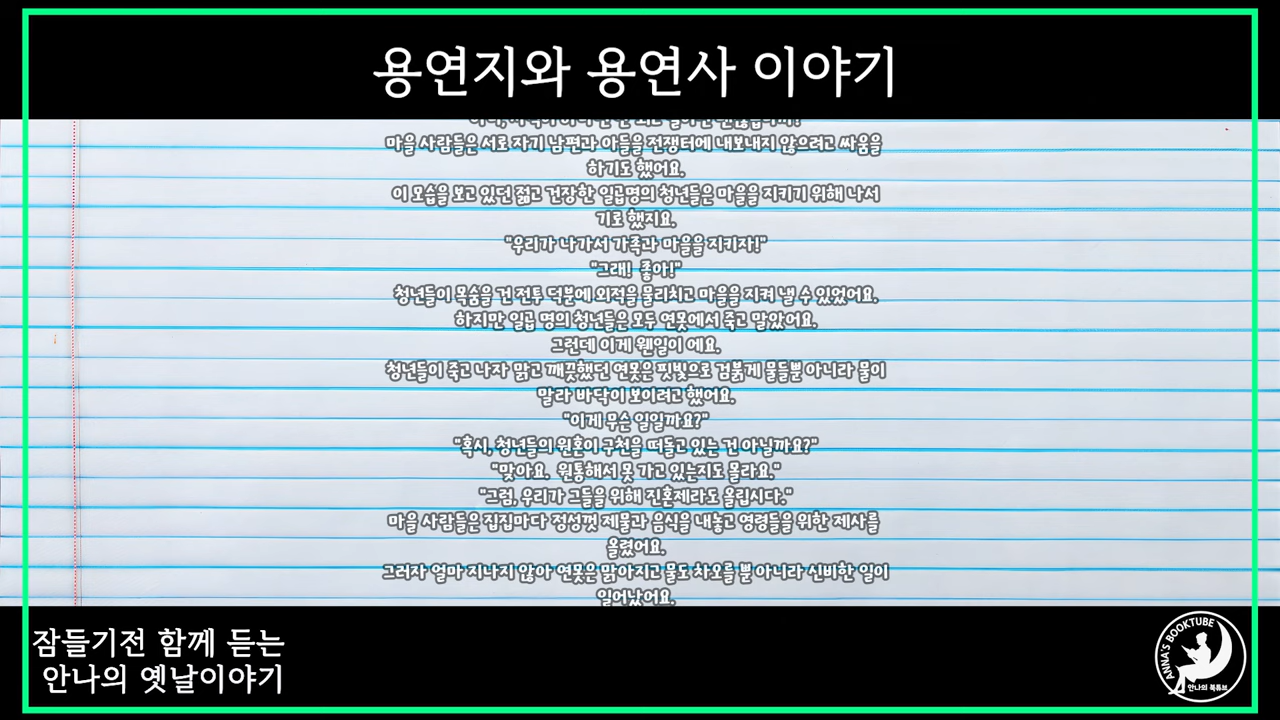 용연지와 용연사 이야기
마을 사람들은 서로 자기 남편과 아들을 전쟁터에 내보내지 않으려고 싸움을
하기도 했어요.
이 모습을 보고 있던 젊고 건장한 일곱명의 청년들은 마을을 지키기 위해 나서
기로 했지요.
"우리가 나가서 가족과 마을을 지키자!"
"그래! 좋아!"
청년들이 목숨을 건 전투 덕분에 외적을 물리치고 마을을 지켜 낼 수 있었어요.
하지만 일곱 명의 청년들은 모두 연못에서 죽고 말았어요.
그런데 이게 웬일이 에요.
청년들이 죽고 나자 맑고 깨끗했던 연못은 핏빛으로 검붉게 물들뿐 아니라 물이
말라 바닥이 보이려고 했어요.
"이게 무슨 일일까요?"
"혹시, 청년들의 원혼이 구천을 떠돌고 있는 건 아닐까요?"
"맞아요. 원통해서 못 가고 있는지도 몰라요."
"그럼, 우리가 그들을 위해 진혼제라도 올립시다."
마을 사람들은 집집마다 정성껏 제물과 음식을 내놓고 영령들을 위한 제사를
올렸어요.
그러자 얼마 지나지 않아 연못은 맑아지고 물도 차오를 뿐 아니라 신비한 일이
일어났어요.
잠들기전 함께 듣는
안나의 옛날이야기
ANNA'S BOOKTUBE
안나의 북튜브